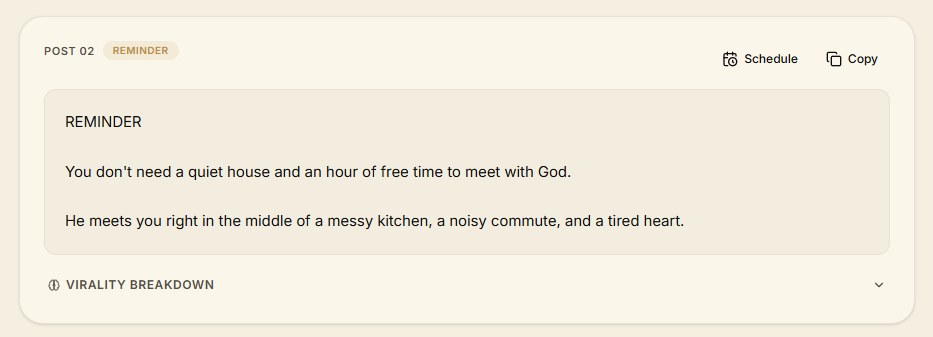 POST 02 REMINDER
Schedule Copy
REMINDER
You don't need a quiet house and an hour of free time to meet with God.
He meets you right in the middle of a messy kitchen, a noisy commute, and a tired heart.
VIRALITY BREAKDOWN